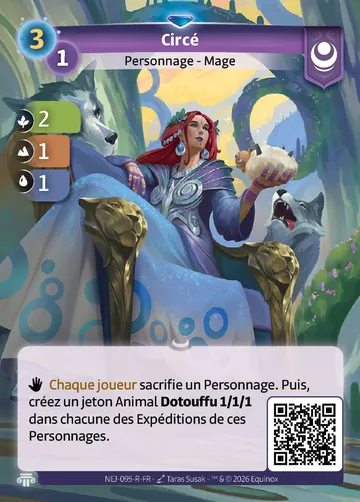 3
Circé
1
Personnage - Mage
2
1
1
Chaque joueur sacrifie un Personnage. Puis,
créez un jeton Animal Dotouffu 1/1/1
dans chacune des Expéditions de ces
Personnages.
NEJ-095-R-FR - Taras Susak - ™ & © 2026 Equinox